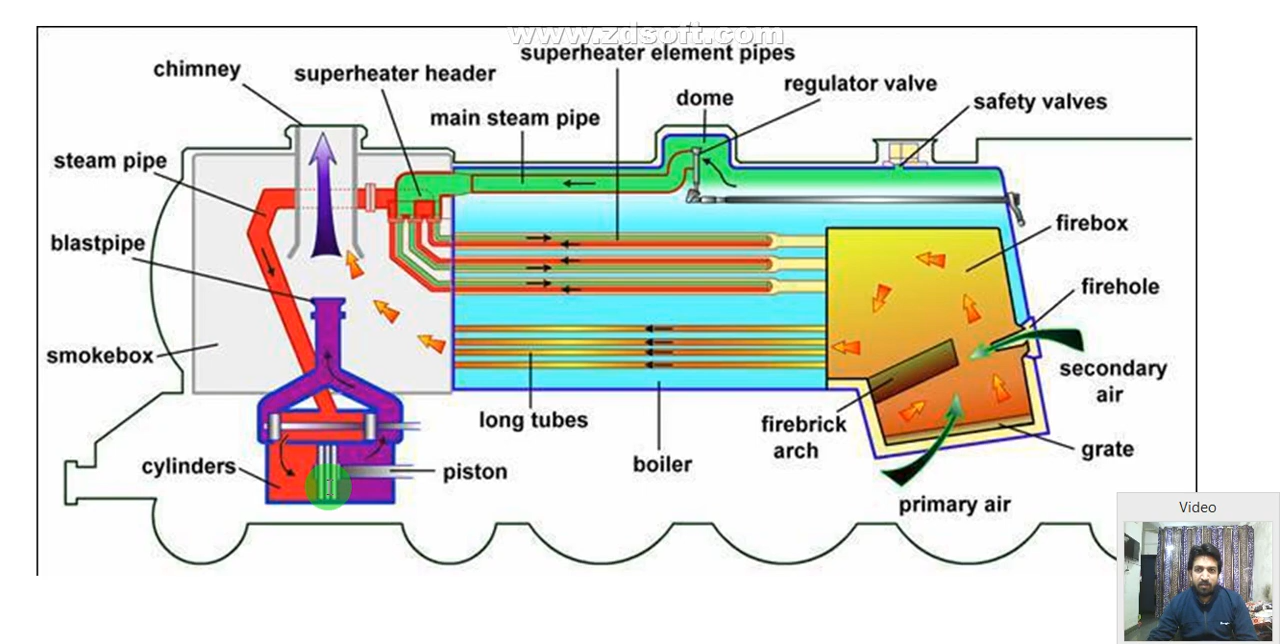 www.zdsoft.com
superheater element pipes
chimney
superheater header
regulator valve
dome
safety valves
main steam pipe
steam pipe
firebox
blastpipe
firehole
smokebox
secondary
air
long tubes
firebrick
arch
grate
cylinders
piston
boiler
primary air
Video